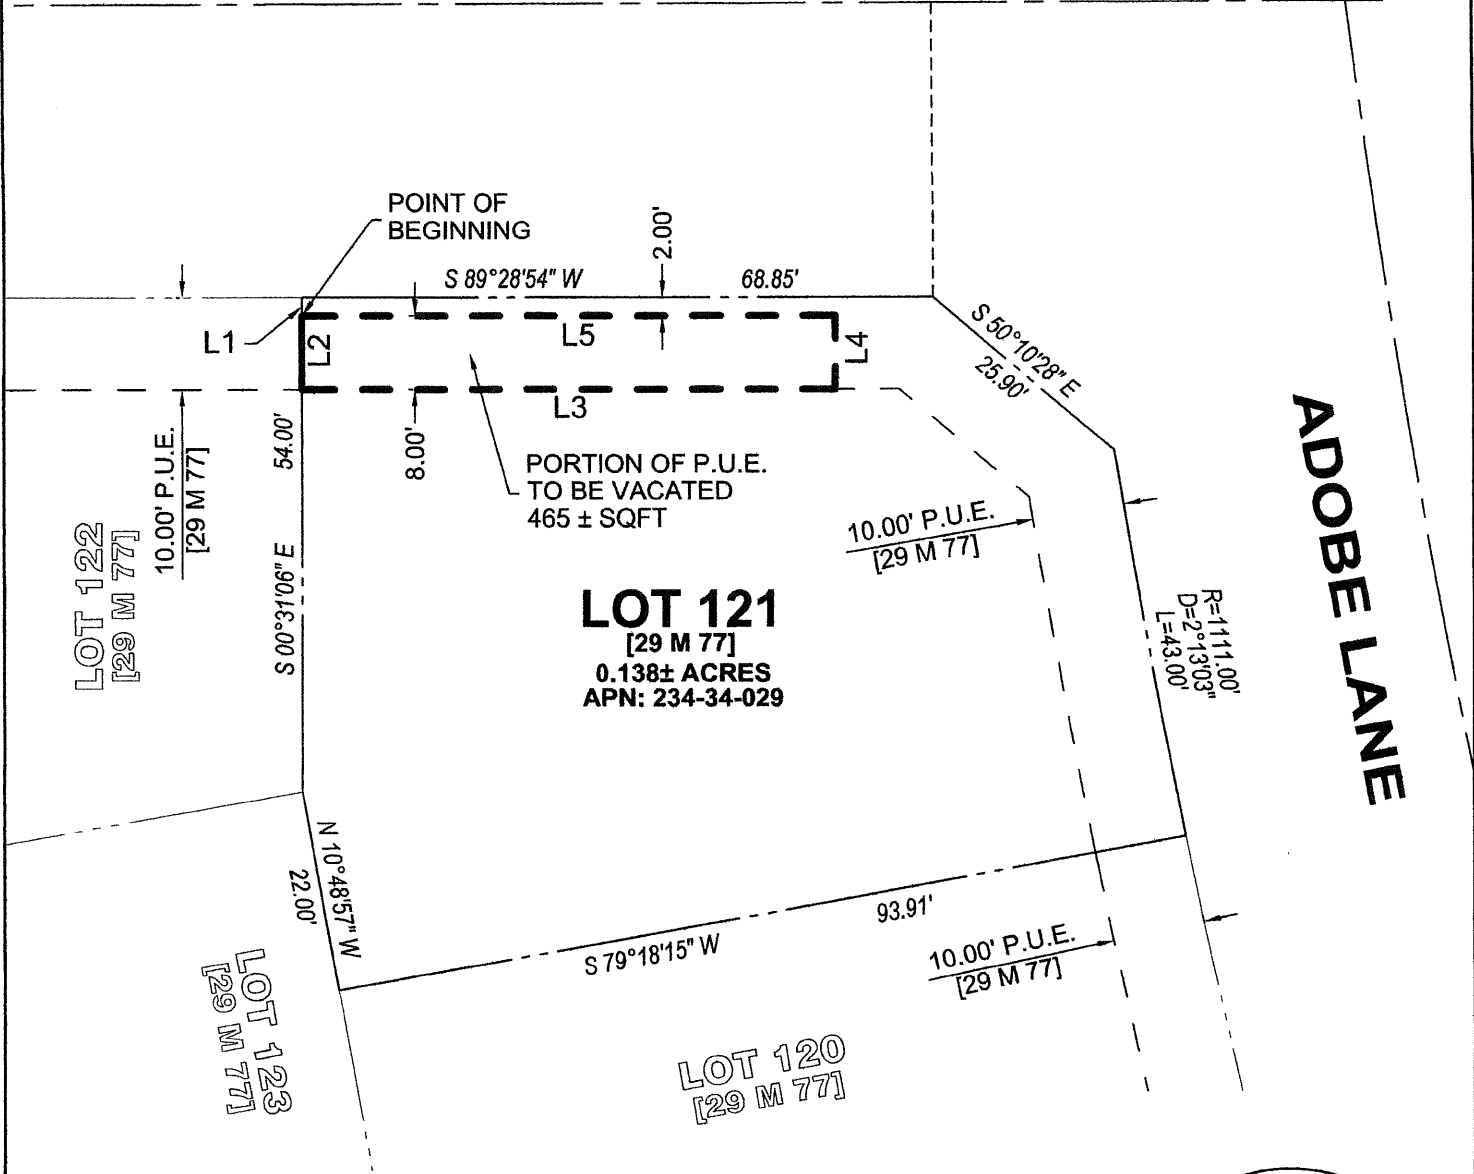 POINT OF
BEGINNING
2.00'
S 89°28'54" W
68.85'
L1
L2
L5
L4
S 50°10'28" E
25.90'
L3
8.00'
54.00'
10.00' P.U.E.
[29 M 77]
PORTION OF P.U.E.
TO BE VACATED
465 ± SQFT
10.00' P.U.E.
[29 M 77]
ADOBE LANE
LOT 122
[29 M 77]
S 00°31'06" E
LOT 121
[29 M 77]
0.138± ACRES
APN: 234-34-029
R=1111.00'
D=2°13'03"
L=43.00'
N 10°48'57" W
22.00'
93.91'
S 79°18'15" W
10.00' P.U.E.
[29 M 77]
LOT 123
[29 M 77]
LOT 120
[29 M 77]